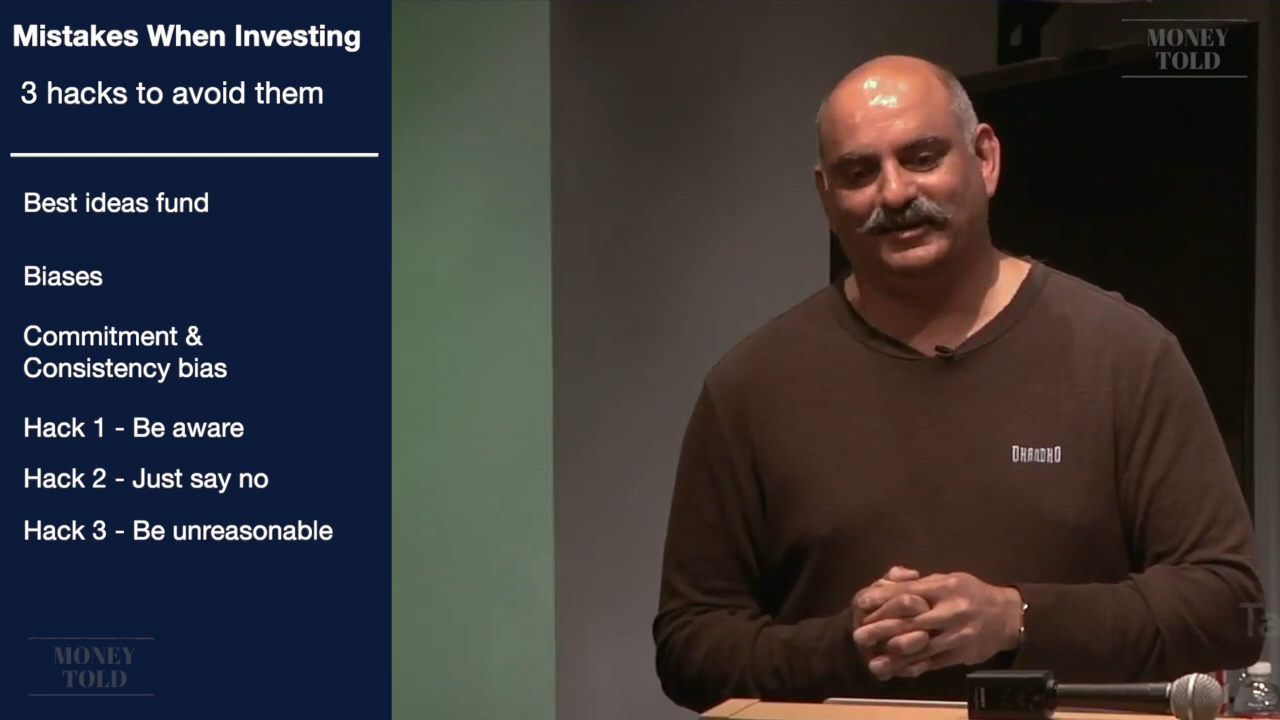 Mistakes When Investing
3 hacks to avoid them
Best ideas fund
Biases
Commitment &
Consistency bias
Hack 1 - Be aware
Hack 2 - Just say no
Hack 3 - Be unreasonable
MONEY
TOLD
MONEY
TOLD
DHANDHO